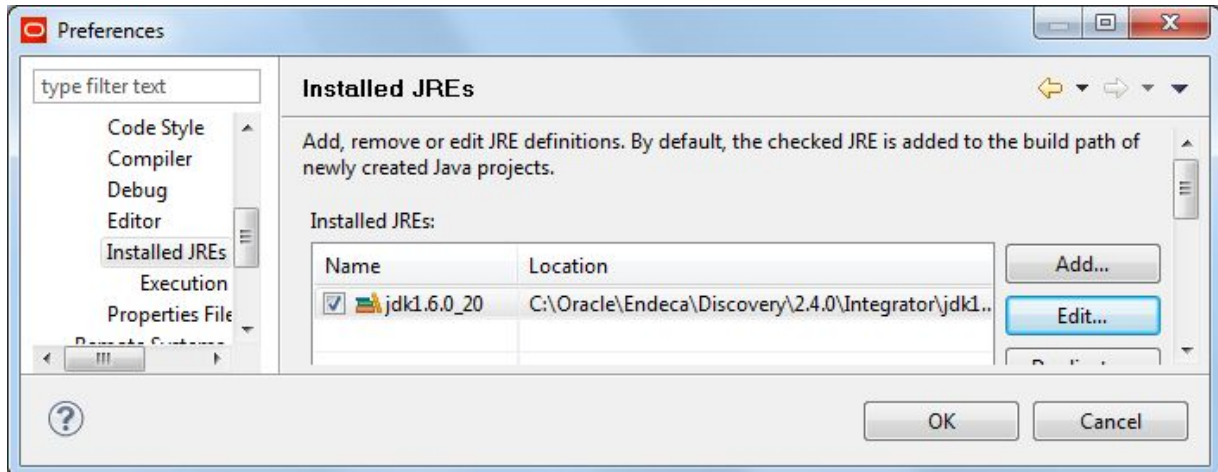 Preferences
type filter text
Code Style
Compiler
Debug
Editor
Installed JREs
Execution
Properties File
Installed JREs
Add, remove or edit JRE definitions. By default, the checked JRE is added to the build path of
newly created Java projects.
Installed JREs:
Name Location
jdk1.6.0_20 C:\Oracle\Endeca\Discovery\2.4.0\Integrator\jdk1..
Add...
Edit...
OK Cancel